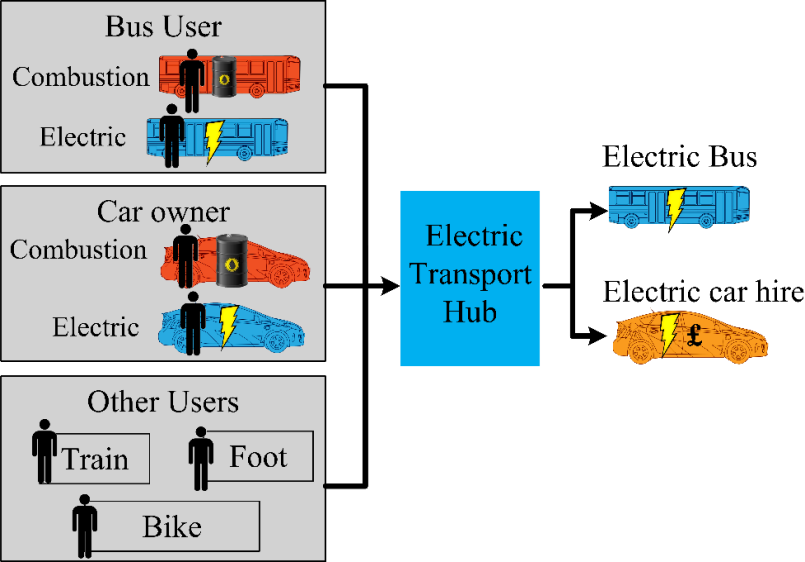 Bus User
Combustion
Electric
Car owner
Combustion
Electric
Other Users
Train
Foot
Bike
Electric
Transport
Hub
Electric Bus
Electric car hire
£